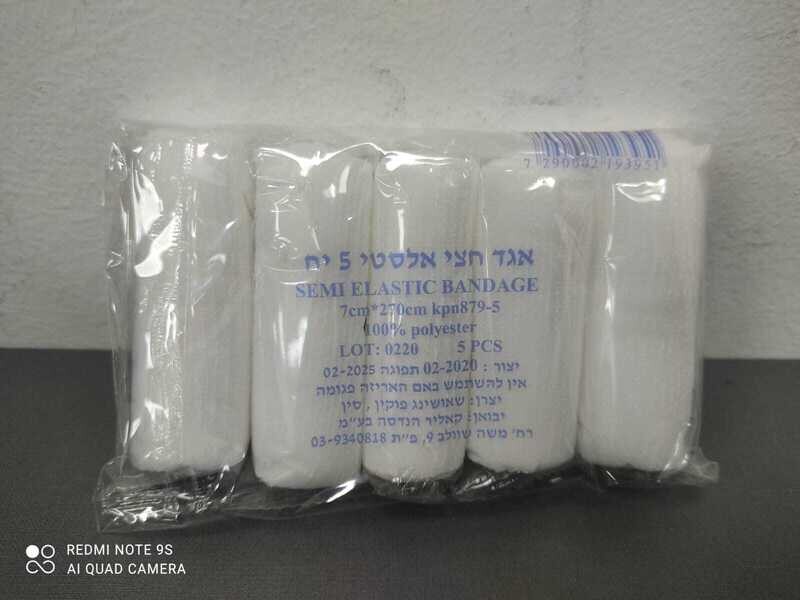 7 290002 193951
אגד חצי אלסטי 5 יח
SEMI ELASTIC BANDAGE
7cm*270cm kpn879-5
100% polyester
LOT: 0220 5 PCS
יצור : 02-2020 תפוגה 02-2025
אין להשתמש באם האריזה פגומה
יצרן: שאושינג פוקין , סין
יבואן: קאליר הנדסה בע״מ
רח׳ משה שוולב 9, פ״ת 03-9340818
REDMI NOTE 9S
AI QUAD CAMERA